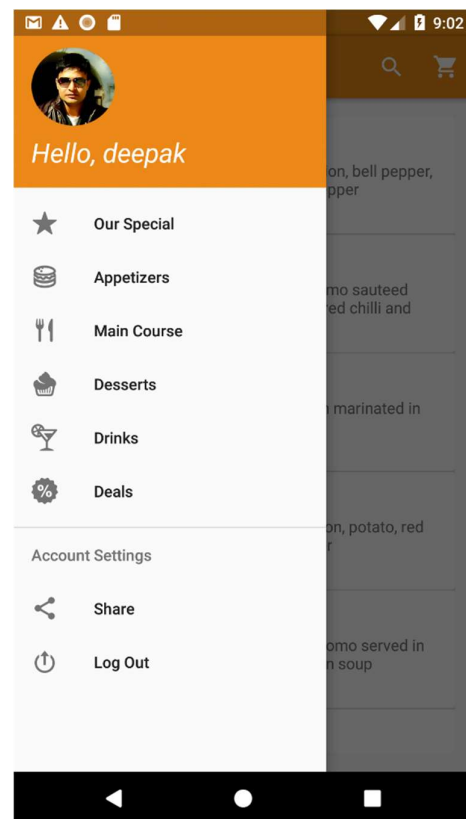 9:02
Hello, deepak
Our Special
Appetizers
Main Course
Desserts
Drinks
% Deals
Account Settings
Share
Log Out
ion, bell pepper,
pper
mo sauteed
red chilli and
marinated in
on, potato, red
r
omo served in
n soup